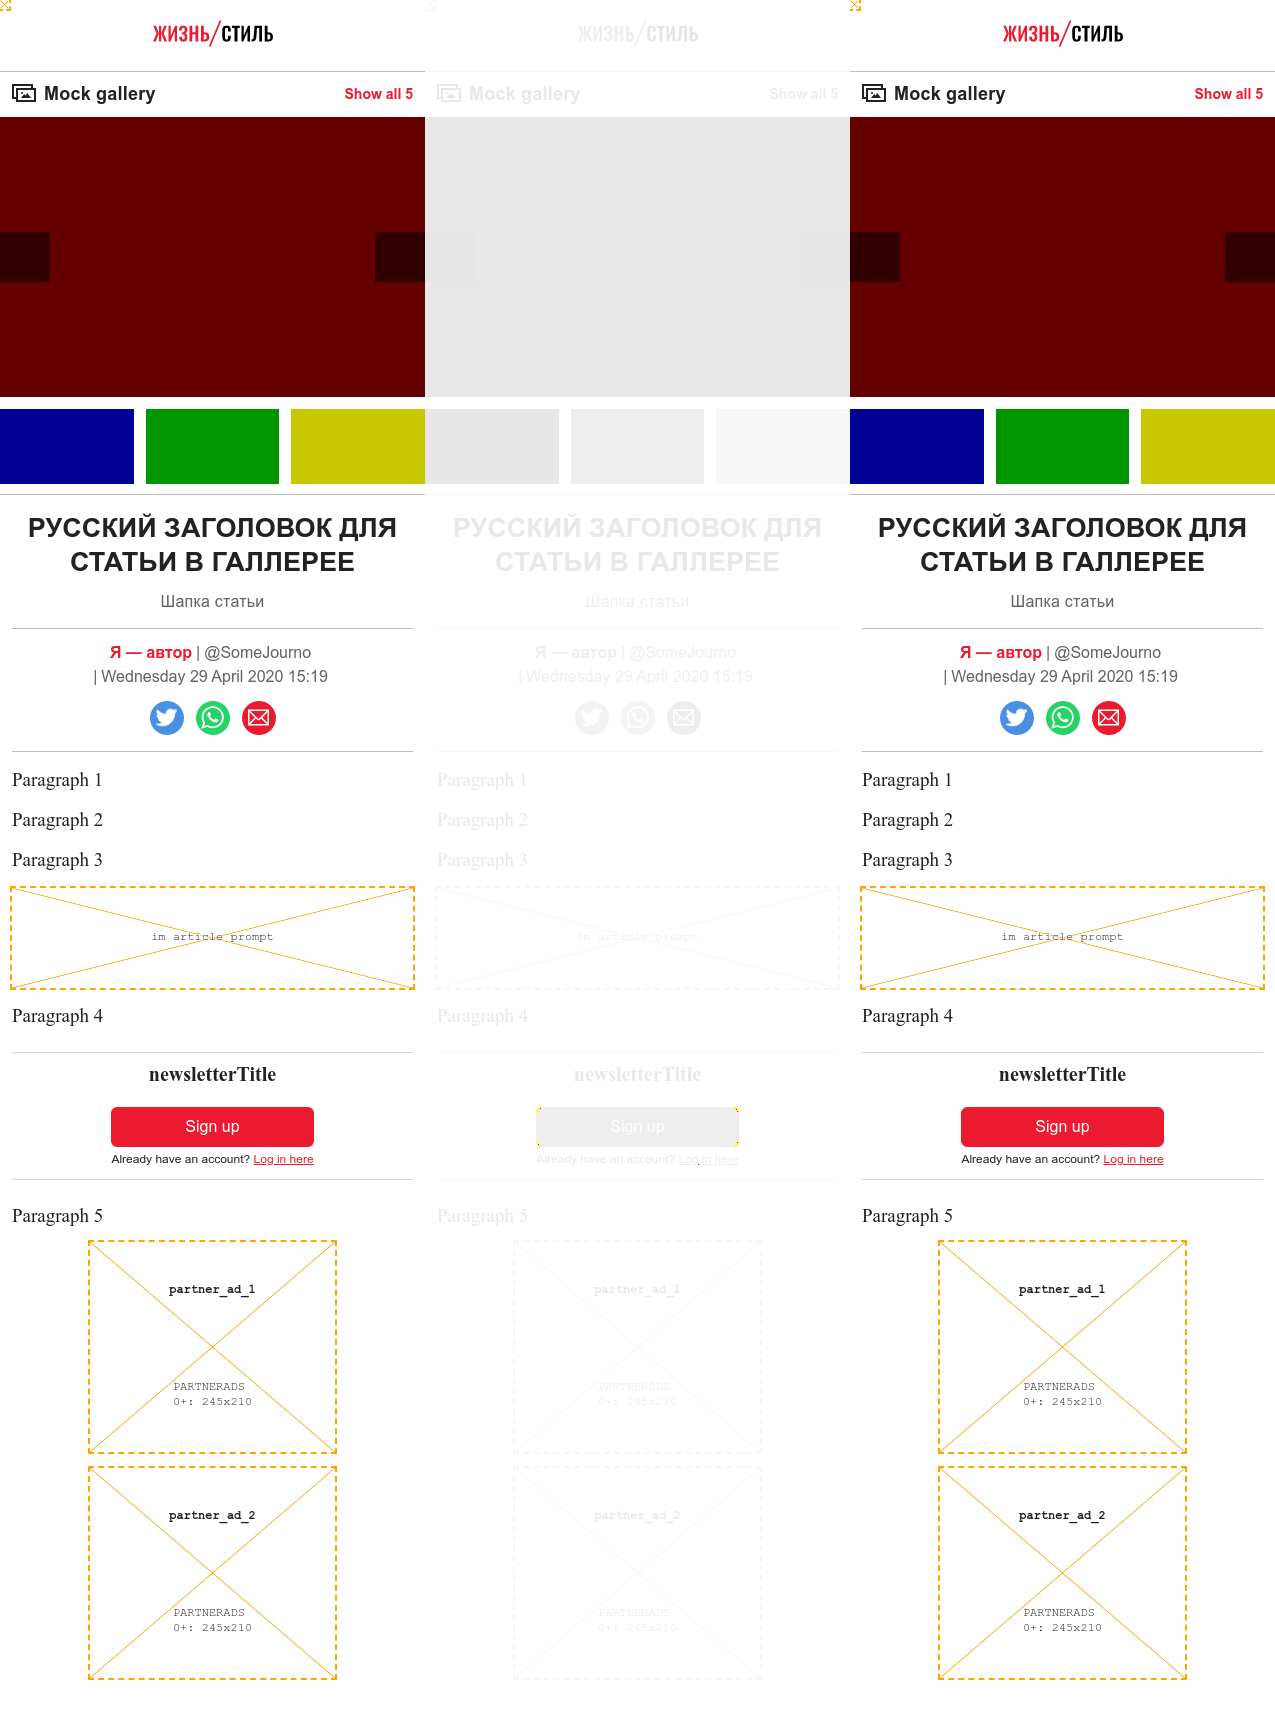 ЖИЗНЬ/СТИЛЬ
Mock gallery
Show all 5
РУССКИЙ ЗАГОЛОВОК ДЛЯ
СТАТЬИ В ГАЛЛЕРЕЕ
Шапка статьи
Я — автор | @SomeJourno
| Wednesday 29 April 2020 15:19
Paragraph 1
Paragraph 2
Paragraph 3
im article prompt
Paragraph 4
newsletterTitle
Sign up
Already have an account? Log in here
Paragraph 5
partner_ad_1
PARTNERADS
0+: 245x210
partner_ad_2
PARTNERADS
0+: 245x210
ЖИЗНЬ/СТИЛЬ
Mock gallery
Show all 5
РУССКИЙ ЗАГОЛОВОК ДЛЯ
СТАТЬИ В ГАЛЛЕРЕЕ
Шапка статьи
Я — автор | @SomeJourno
| Wednesday 29 April 2020 15:19
Paragraph 1
Paragraph 2
Paragraph 3
im article prompt
Paragraph 4
newsletterTitle
Sign up
Already have an account? Log in here
Paragraph 5
partner_ad_1
PARTNERADS
0+: 245x210
partner_ad_2
PARTNERADS
0+: 245x210
ЖИЗНЬ/СТИЛЬ
Mock gallery
Show all 5
РУССКИЙ ЗАГОЛОВОК ДЛЯ
СТАТЬИ В ГАЛЛЕРЕЕ
Шапка статьи
Я — автор | @SomeJourno
| Wednesday 29 April 2020 15:19
Paragraph 1
Paragraph 2
Paragraph 3
im article prompt
Paragraph 4
newsletterTitle
Sign up
Already have an account? Log in here
Paragraph 5
partner_ad_1
PARTNERADS
0+: 245x210
partner_ad_2
PARTNERADS
0+: 245x210